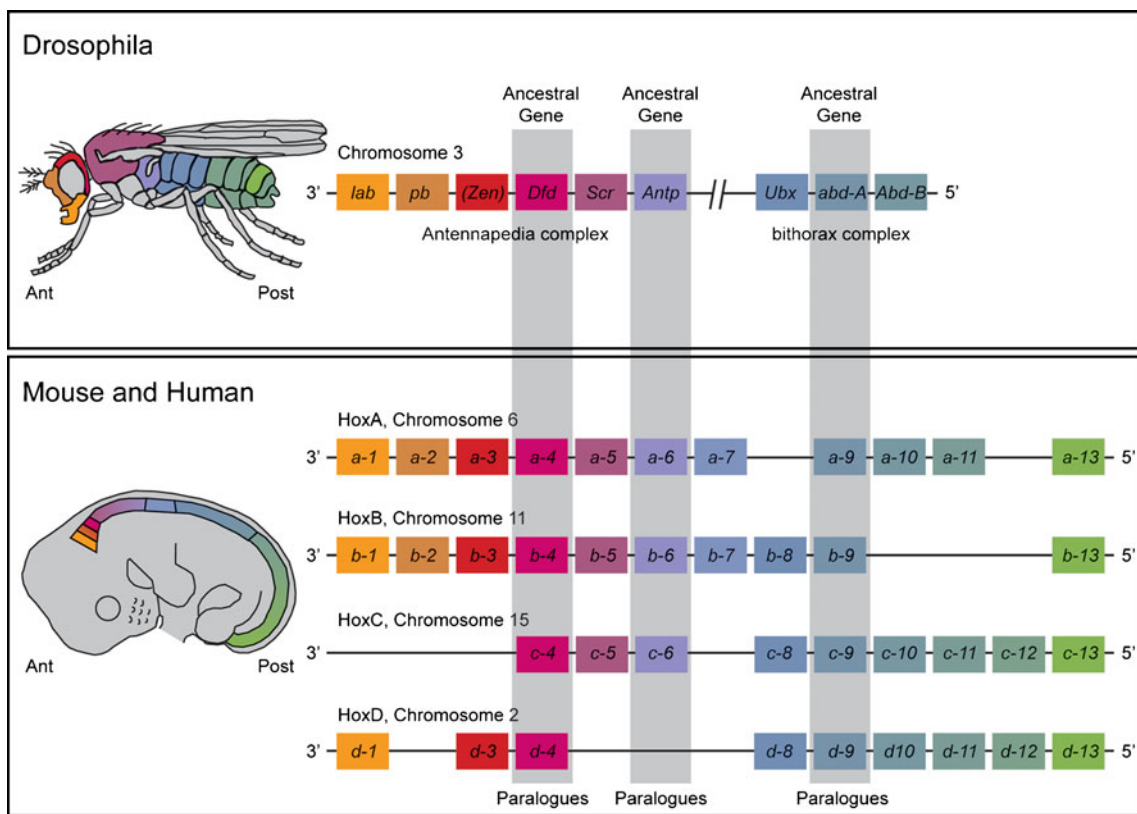 Drosophila
Ancestral Gene
Ancestral Gene
Ancestral Gene
Chromosome 3
3' lab pb (Zen) Dfd Scr Antp // Ubx abd-A Abd-B 5'
Antennapedia complex
bithorax complex
Ant Post
Mouse and Human
HoxA, Chromosome 6
3' a-1 a-2 a-3 a-4 a-5 a-6 a-7 a-9 a-10 a-11 a-13 5'
HoxB, Chromosome 11
3' b-1 b-2 b-3 b-4 b-5 b-6 b-7 b-8 b-9 b-13 5'
HoxC, Chromosome 15
3' c-4 c-5 c-6 c-8 c-9 c-10 c-11 c-12 c-13 5'
Ant Post
HoxD, Chromosome 2
3' d-1 d-3 d-4 d-8 d-9 d10 d-11 d-12 d-13 5'
Paralogues Paralogues Paralogues